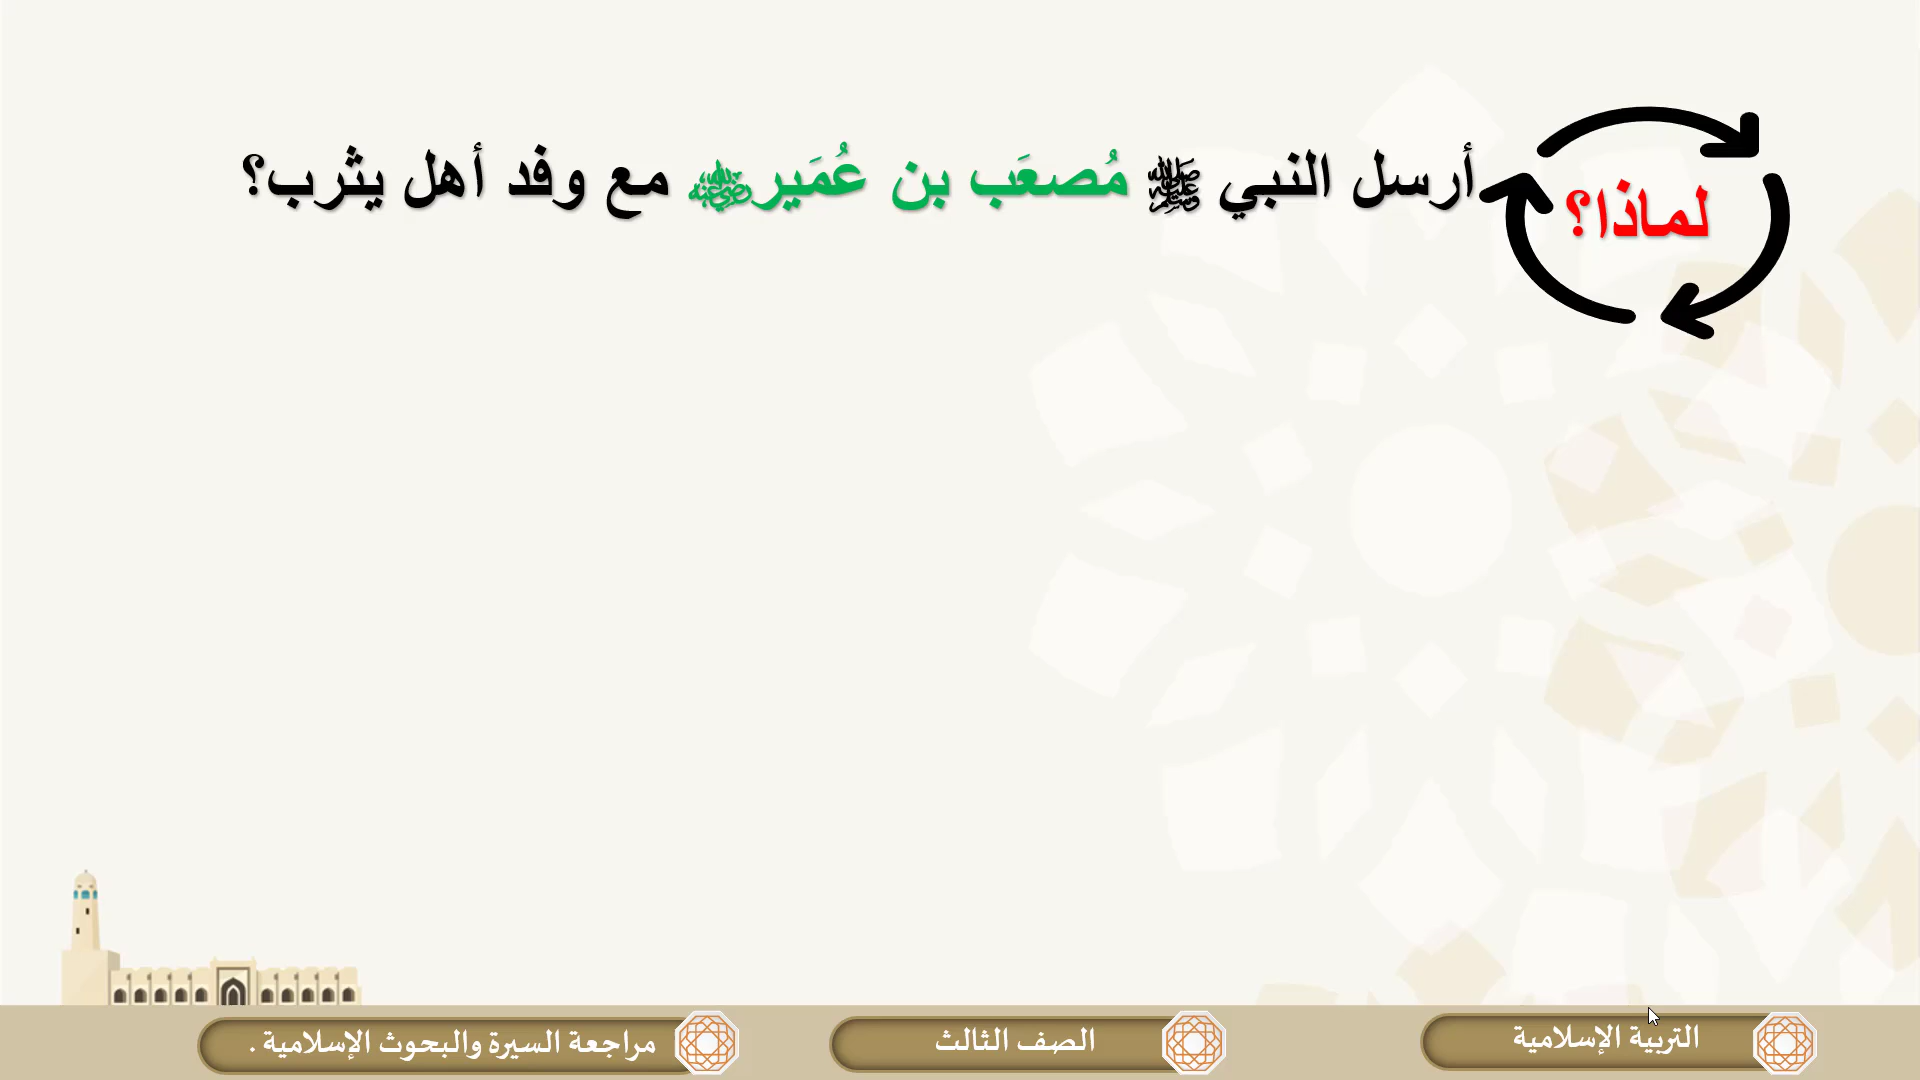 لماذا؟
أرسل النبي ﷺ مُصعَب بن عُمَير رضي الله عنه مع وفد أهل يثرب؟
التربية الإسلامية
الصف الثالث
مراجعة السيرة والبحوث الإسلامية .